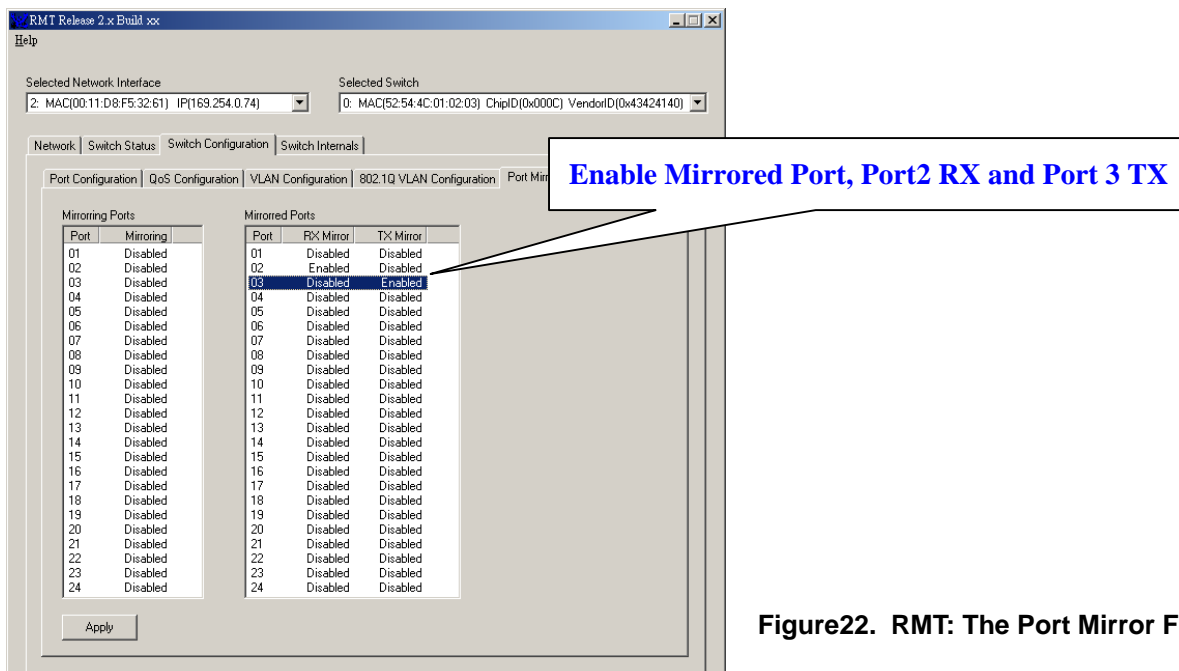 RMT Release 2.x Build xx
Help
Selected Network Interface
Selected Switch
2: MAC(00:11:D8:F5:32:61) IP(169.254.0.74)
0: MAC(52:54:4C:01:02:03) ChipID(0x000C) VendorID(0x43424140)
Network Switch Status Switch Configuration Switch Internals
Port Configuration QoS Configuration VLAN Configuration 802.1Q VLAN Configuration Port Mir
Enable Mirrored Port, Port2 RX and Port 3 TX
Mirroring Ports
Mirrorred Ports
Port Mirroring
Port RX Mirror TX Mirror
01 Disabled 01 Disabled Disabled
02 Disabled 02 Enabled Disabled
03 Disabled 03 Disabled Enabled
04 Disabled 04 Disabled Disabled
05 Disabled 05 Disabled Disabled
06 Disabled 06 Disabled Disabled
07 Disabled 07 Disabled Disabled
08 Disabled 08 Disabled Disabled
09 Disabled 09 Disabled Disabled
10 Disabled 10 Disabled Disabled
11 Disabled 11 Disabled Disabled
12 Disabled 12 Disabled Disabled
13 Disabled 13 Disabled Disabled
14 Disabled 14 Disabled Disabled
15 Disabled 15 Disabled Disabled
16 Disabled 16 Disabled Disabled
17 Disabled 17 Disabled Disabled
18 Disabled 18 Disabled Disabled
19 Disabled 19 Disabled Disabled
20 Disabled 20 Disabled Disabled
21 Disabled 21 Disabled Disabled
22 Disabled 22 Disabled Disabled
23 Disabled 23 Disabled Disabled
24 Disabled 24 Disabled Disabled
Apply
Figure22. RMT: The Port Mirror F